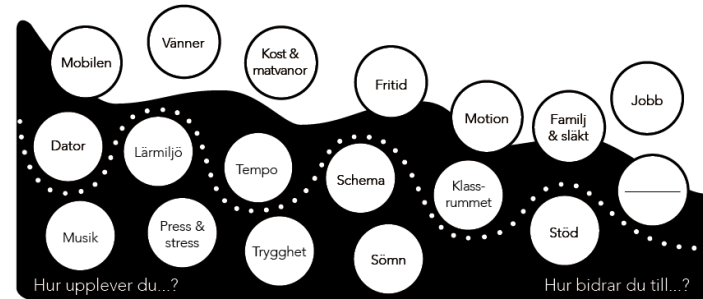 Mobilen
Vänner
Kost &
matvanor
Fritid
Motion
Familj
& släkt
Jobb
Dator
Lärmiljö
Tempo
Schema
Klass-
rummet
Musik
Press &
stress
Trygghet
Sömn
Stöd
Hur upplever du...?
Hur bidrar du till...?